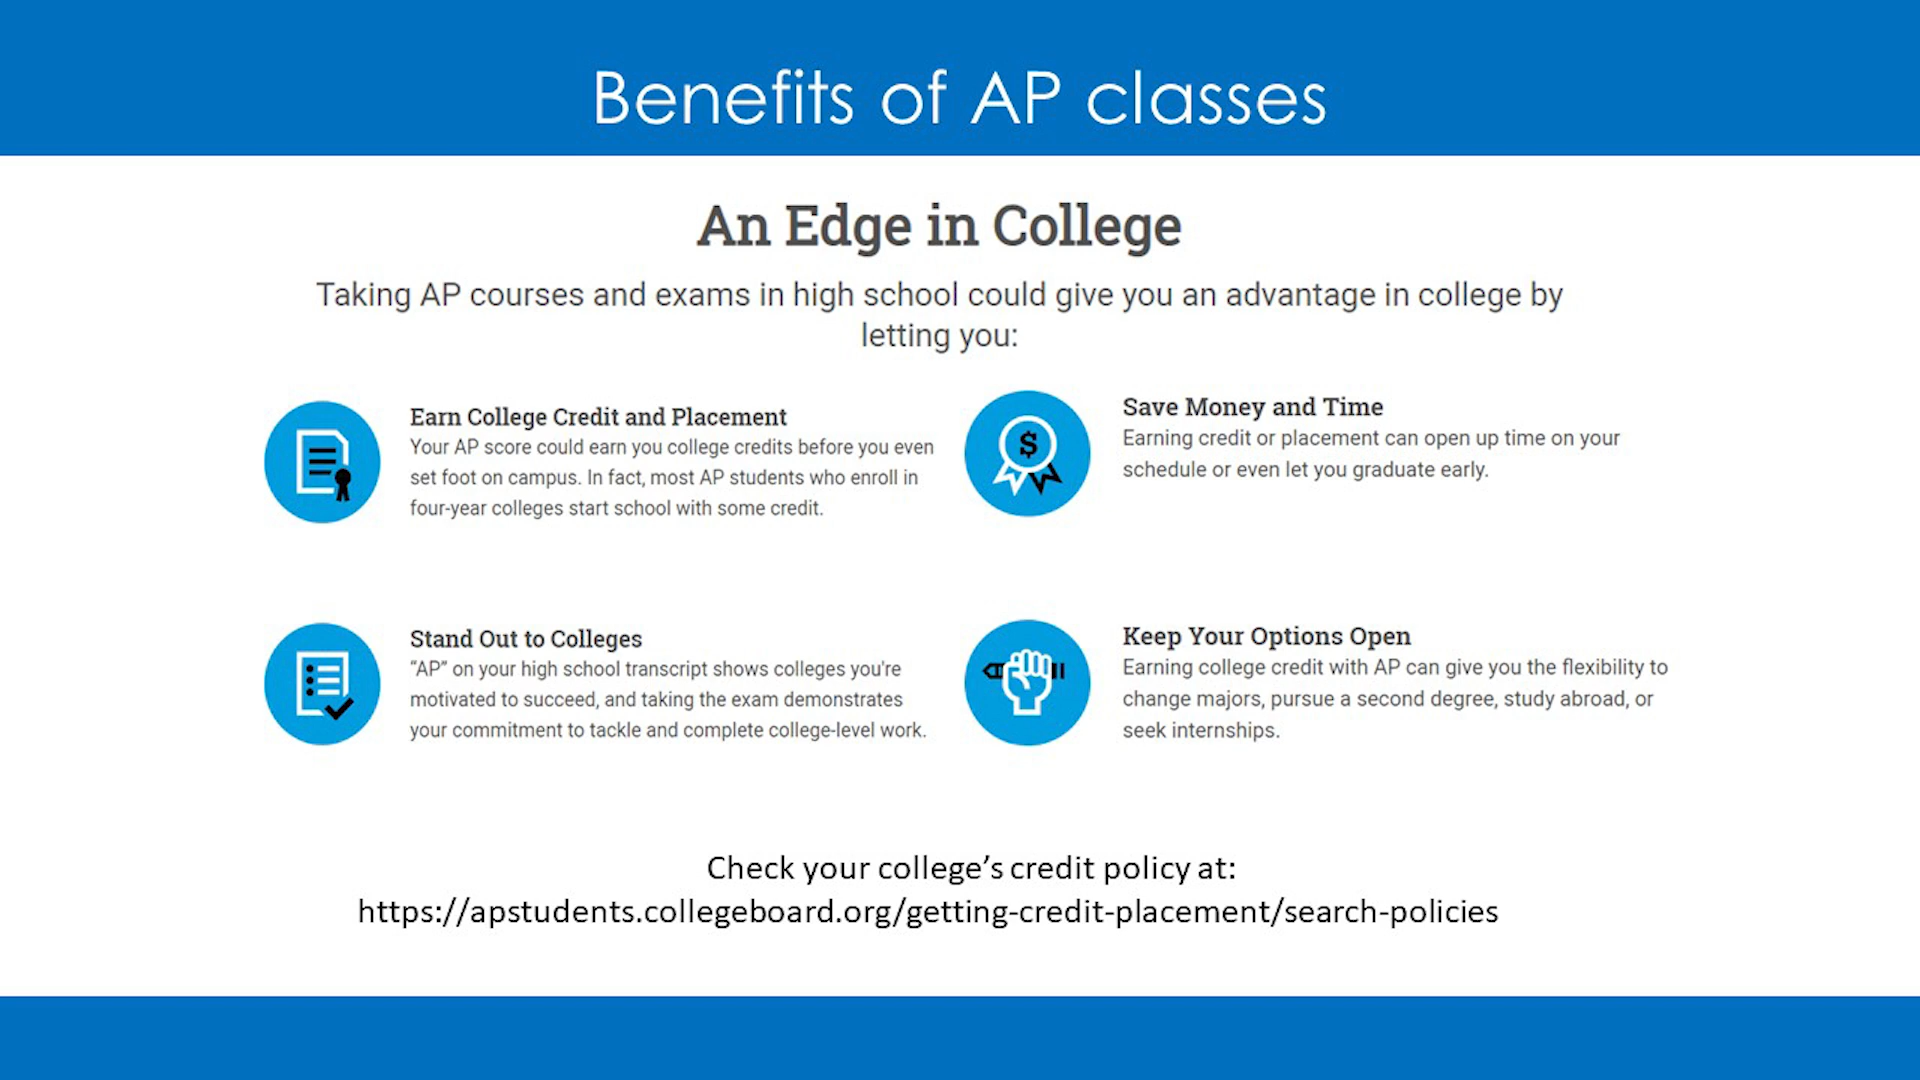 Benefits of AP classes
An Edge in College
Taking AP courses and exams in high school could give you an advantage in college by
letting you:
Earn College Credit and Placement
Your AP score could earn you college credits before you even
set foot on campus. In fact, most AP students who enroll in
four-year colleges start school with some credit.
Save Money and Time
Earning credit or placement can open up time on your
schedule or even let you graduate early.
$
Stand Out to Colleges
“AP” on your high school transcript shows colleges you're
motivated to succeed, and taking the exam demonstrates
your commitment to tackle and complete college-level work.
Keep Your Options Open
Earning college credit with AP can give you the flexibility to
change majors, pursue a second degree, study abroad, or
seek internships.
Check your college’s credit policy at:
https://apstudents.collegeboard.org/getting-credit-placement/search-policies